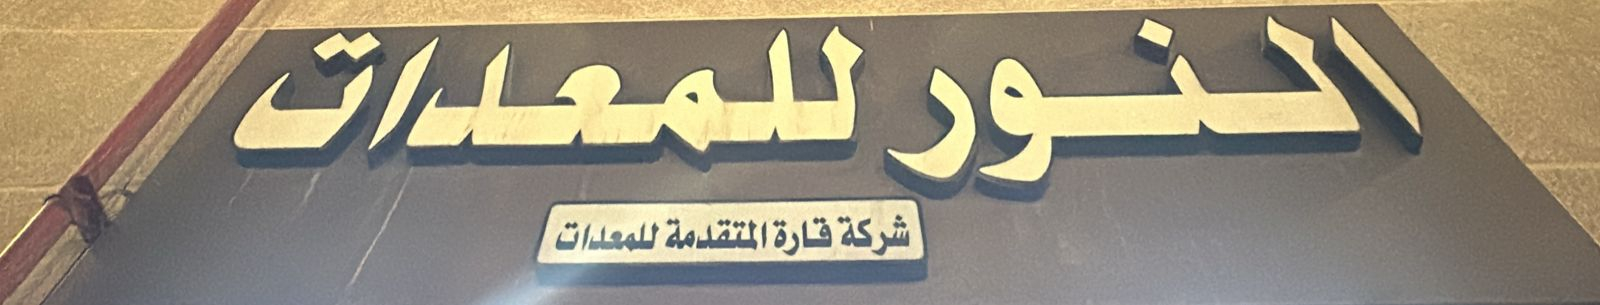 النور للمعدات
شركة قارة المتقدمة للمعدات